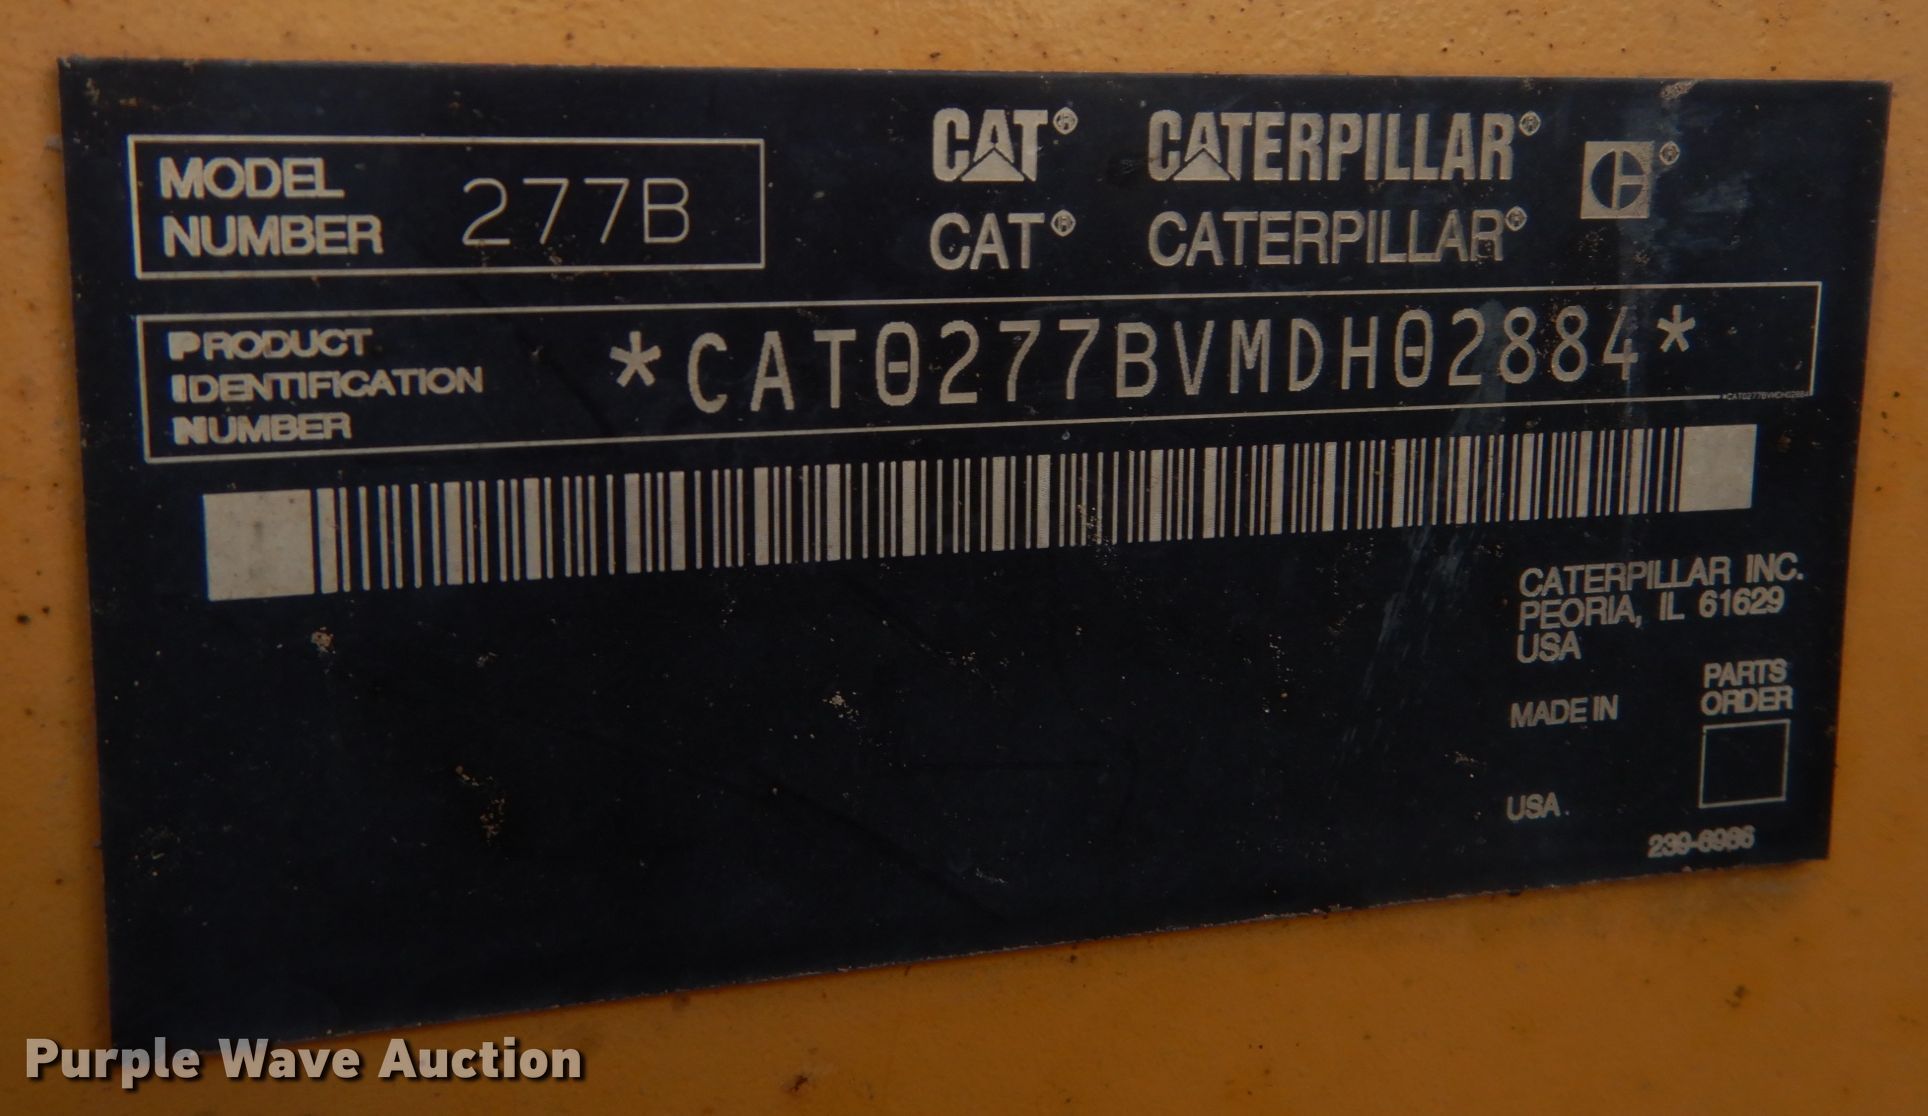 MODEL
NUMBER 277B
CAT® CATERPILLAR®
CAT® CATERPILLAR®
C®
PRODUCT
IDENTIFICATION
NUMBER
*CAT0277BVMDH02884*
*CAT0277BVMDH02884
CATERPILLAR INC.
PEORIA, IL 61629
USA
MADE IN
USA
PARTS
ORDER
239-6986
Purple Wave Auction